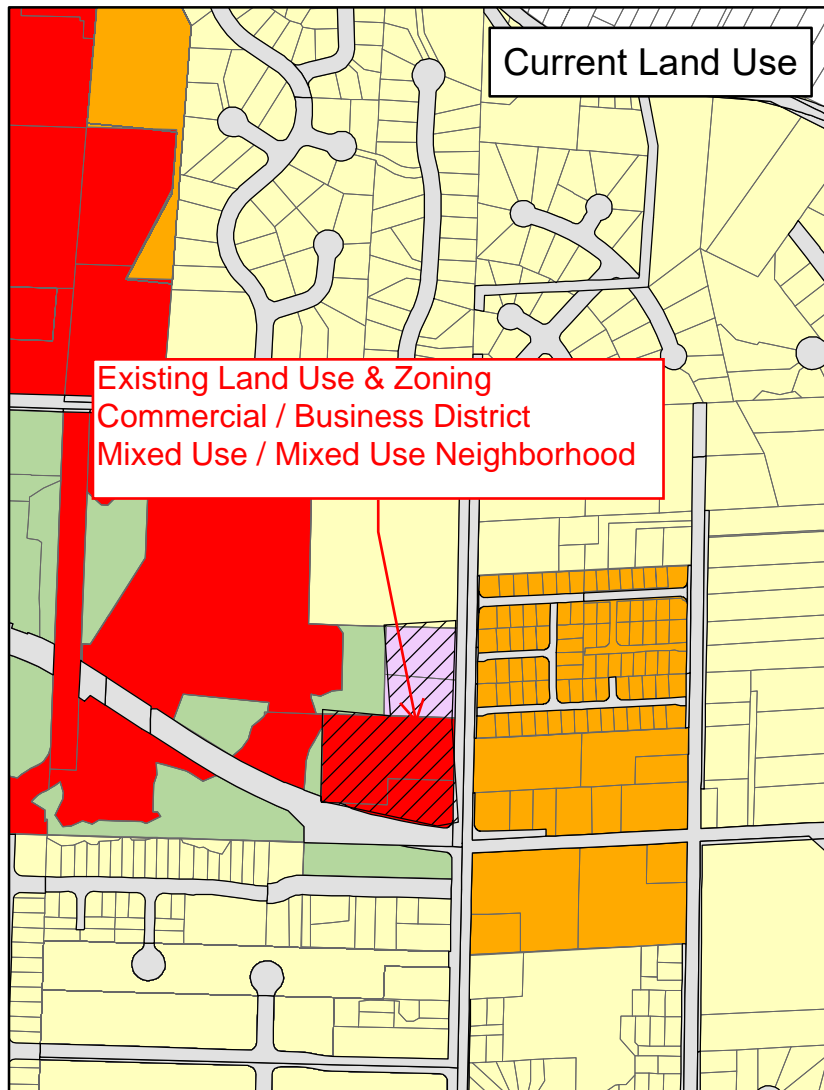 Current Land Use
Existing Land Use & Zoning
Commercial / Business District
Mixed Use / Mixed Use Neighborhood